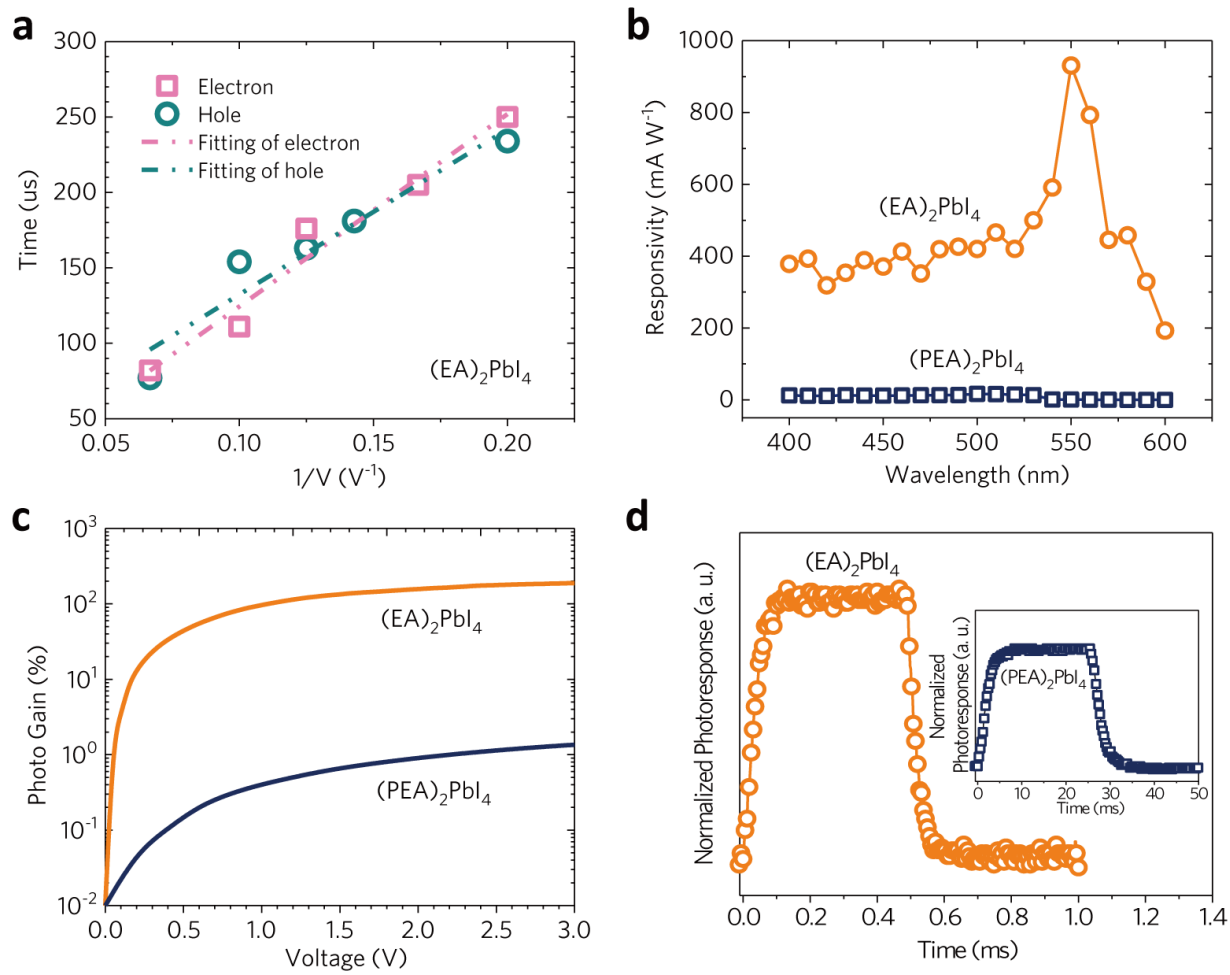 a
300
250
200
150
100
50
Time (us)
Electron
Hole
Fitting of electron
Fitting of hole
(EA)₂PbI₄
0.05
0.10
0.15
0.20
1/V (V⁻¹)
b
1000
800
600
400
200
0
Responsivity (mA W⁻¹)
(EA)₂PbI₄
(PEA)₂PbI₄
400
450
500
550
600
Wavelength (nm)
c
10³
10²
10¹
10⁰
10⁻¹
10⁻²
Photo Gain (%)
(EA)₂PbI₄
(PEA)₂PbI₄
0.0
0.5
1.0
1.5
2.0
2.5
3.0
Voltage (V)
d
Normalized Photoresponse (a. u.)
(EA)₂PbI₄
Normalized
Photoresponse (a. u.)
(PEA)₂PbI₄
0
10
20
30
40
50
Time (ms)
0.0
0.2
0.4
0.6
0.8
1.0
1.2
1.4
Time (ms)